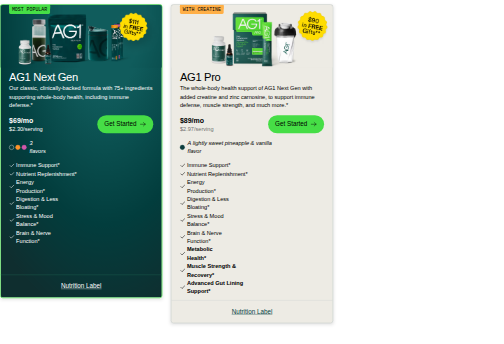 MOST POPULAR
$111
in FREE
Gifts**
AG1
AG1 Next Gen
Our classic, clinically-backed formula with 75+ ingredients
supporting whole-body health, including immune
defense.*
$69/mo
$2.30/serving
Get Started →
2
flavors
Immune Support*
Nutrient Replenishment*
Energy
Production*
Digestion & Less
Bloating*
Stress & Mood
Balance*
Brain & Nerve
Function*
Nutrition Label
WITH CREATINE
$90
in FREE
Gifts**
AG1
AG1 Pro
The whole-body health support of AG1 Next Gen with
added creatine and zinc carnosine, to support immune
defense, muscle strength, and much more.*
$89/mo
$2.97/serving
Get Started →
A lightly sweet pineapple & vanilla
flavor
Immune Support*
Nutrient Replenishment*
Energy
Production*
Digestion & Less
Bloating*
Stress & Mood
Balance*
Brain & Nerve
Function*
Metabolic
Health*
Muscle Strength &
Recovery*
Advanced Gut Lining
Support*
Nutrition Label